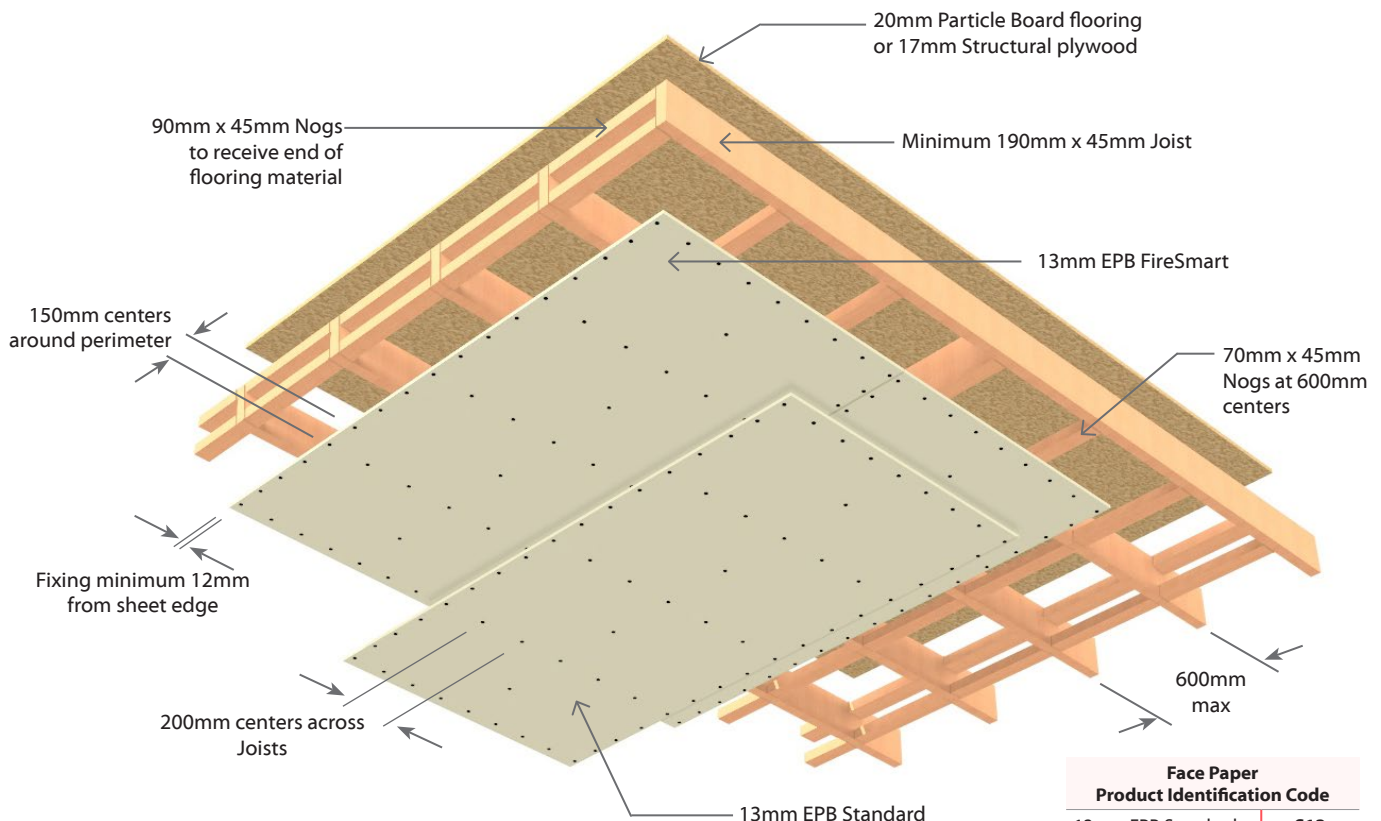 20mm Particle Board flooring
or 17mm Structural plywood
90mm x 45mm Nogs
to receive end of
flooring material
Minimum 190mm x 45mm Joist
13mm EPB FireSmart
150mm centers
around perimeter
70mm x 45mm
Nogs at 600mm
centers
Fixing minimum 12mm
from sheet edge
200mm centers across
Joists
600mm
max
13mm EPB Standard
Face Paper
Product Identification Code
EPB Standard